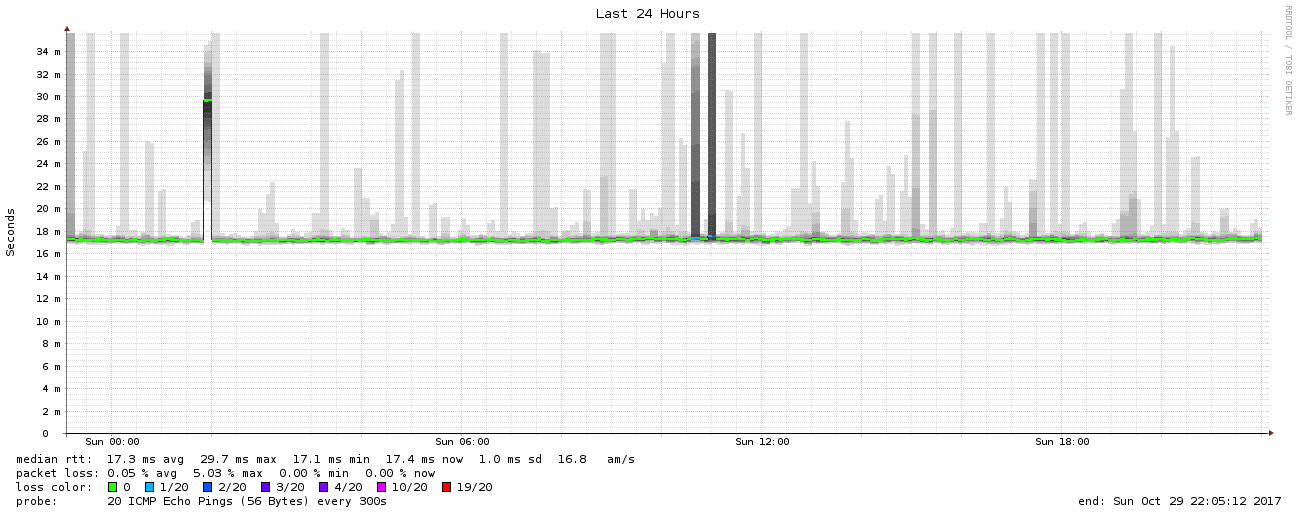 Last 24 Hours
RRDTOOL / TOBI OETIKER
Seconds
34 m
32 m
30 m
28 m
26 m
24 m
22 m
20 m
18 m
16 m
14 m
12 m
10 m
8 m
6 m
4 m
2 m
0
Sun 00:00 Sun 06:00 Sun 12:00 Sun 18:00
median rtt: 17.3 ms avg 29.7 ms max 17.1 ms min 17.4 ms now 1.0 ms sd 16.8 am/s
packet loss: 0.05 % avg 5.03 % max 0.00 % min 0.00 % now
loss color: 0 1/20 2/20 3/20 4/20 10/20 19/20
probe: 20 ICMP Echo Pings (56 Bytes) every 300s end: Sun Oct 29 22:05:12 2017